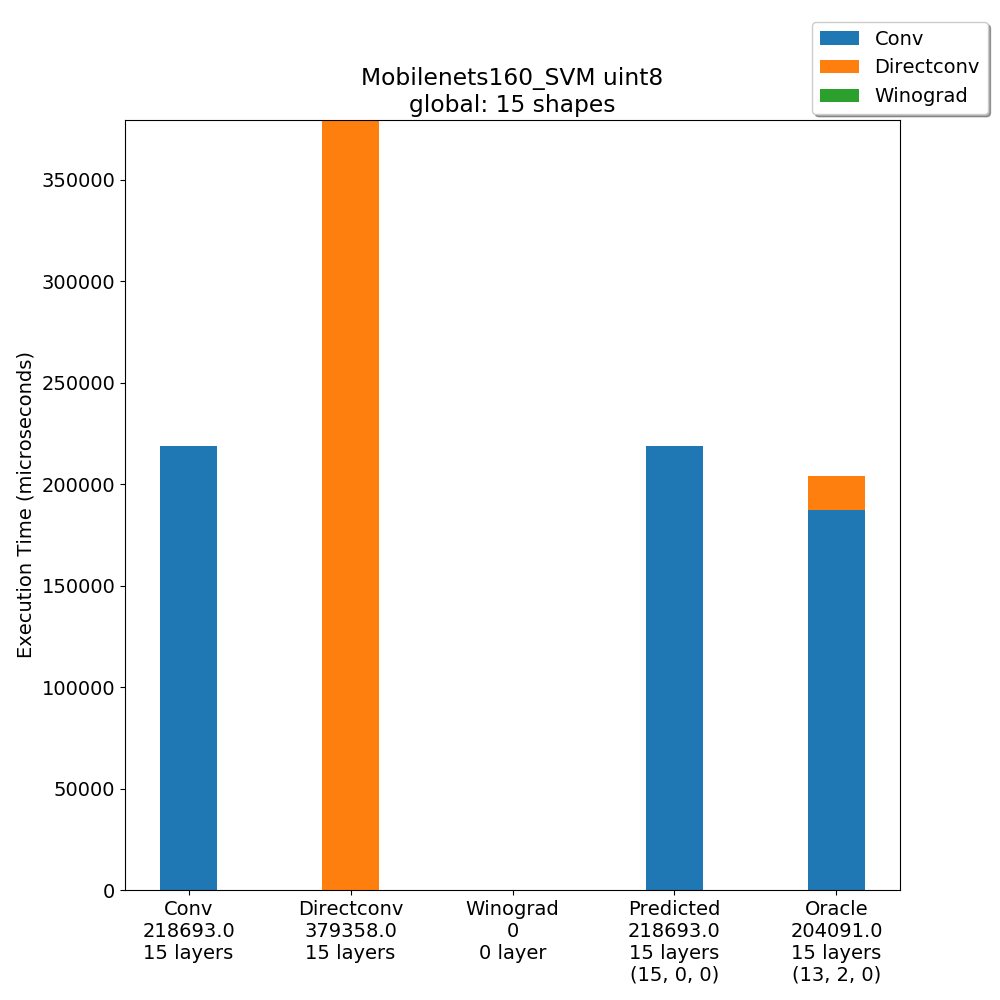 Conv
Directconv
Winograd
Mobilenets160_SVM uint8
global: 15 shapes
Execution Time (microseconds)
350000
300000
250000
200000
150000
100000
50000
0
Conv
218693.0
15 layers
Directconv
379358.0
15 layers
Winograd
0
0 layer
Predicted
218693.0
15 layers
(15, 0, 0)
Oracle
204091.0
15 layers
(13, 2, 0)